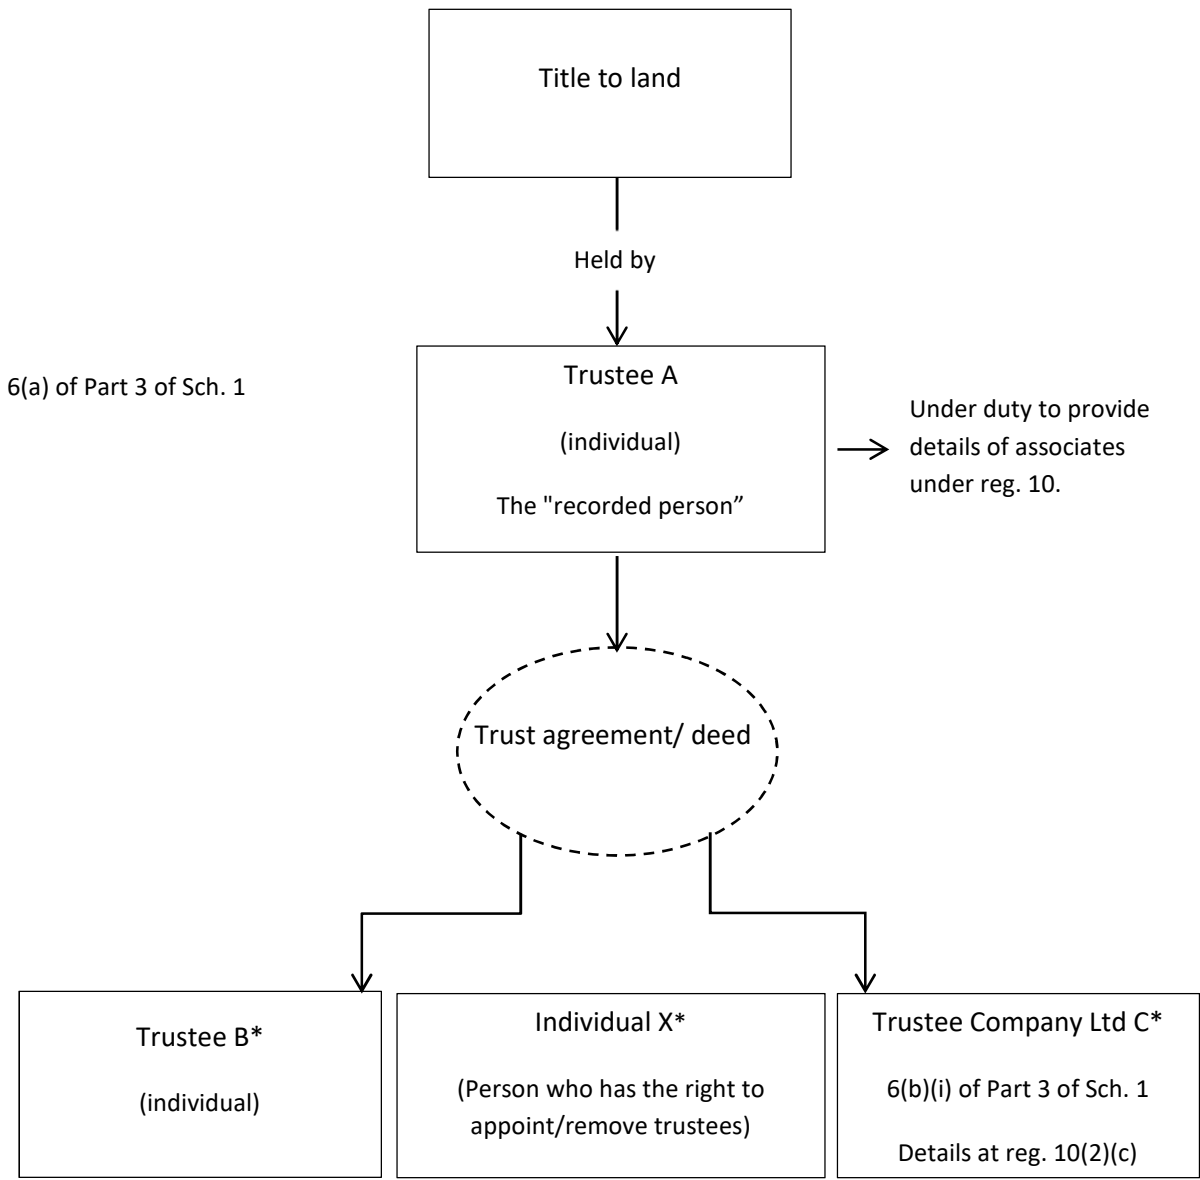 Title to land
Held by
6(a) of Part 3 of Sch. 1
Trustee A
(individual)
The "recorded person”
Under duty to provide
details of associates
under reg. 10.
Trust agreement/ deed
Trustee B*
(individual)
Individual X*
(Person who has the right to
appoint/remove trustees)
Trustee Company Ltd C*
6(b)(i) of Part 3 of Sch. 1
Details at reg. 10(2)(c)